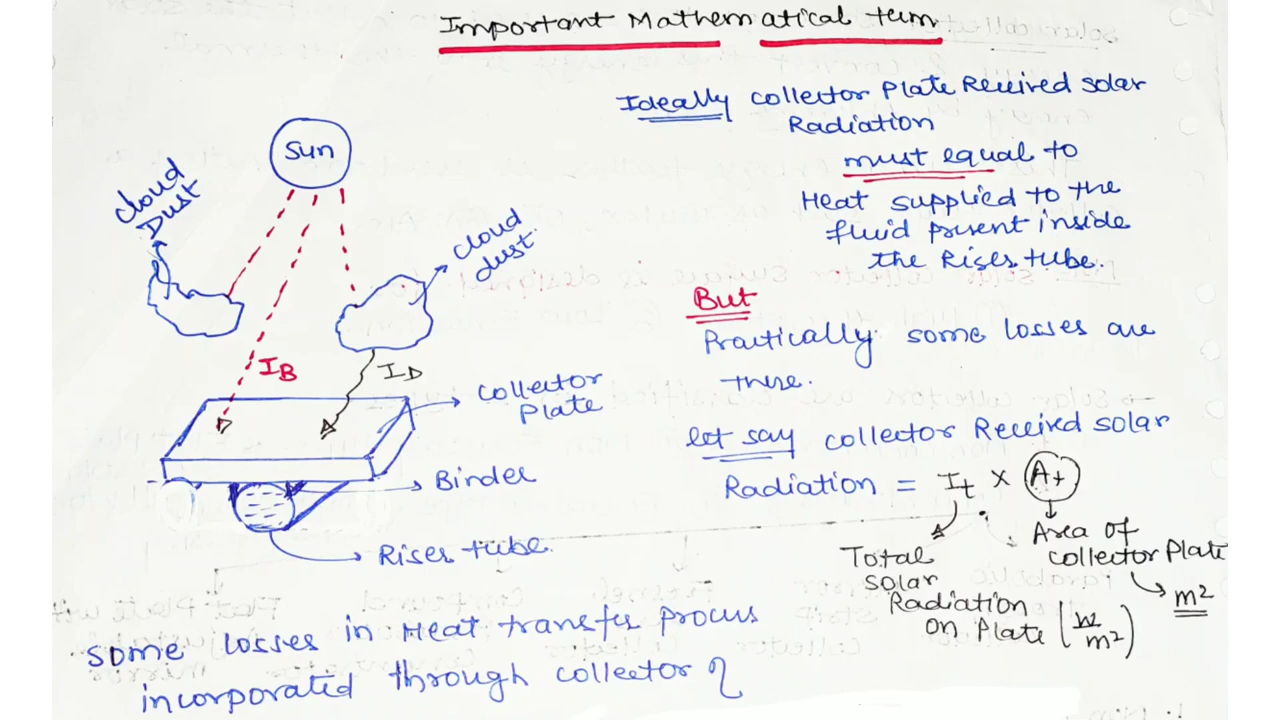 Important Mathematical term
Ideally collector Plate Received solar
Radiation
must equal to
Heat supplied to the
fluid present inside
the Riser tube.
But
Practically some losses are
there.
let say collector Received solar
Radiation = It × At
Total
solar
Radiation
on Plate (w/m²)
Area of
collector Plate
m²
Sun
cloud
Dust
cloud
dust
IB
ID
collector
Plate
Binder
Riser tube
some losses in Heat transfer process
incorporated through collector η